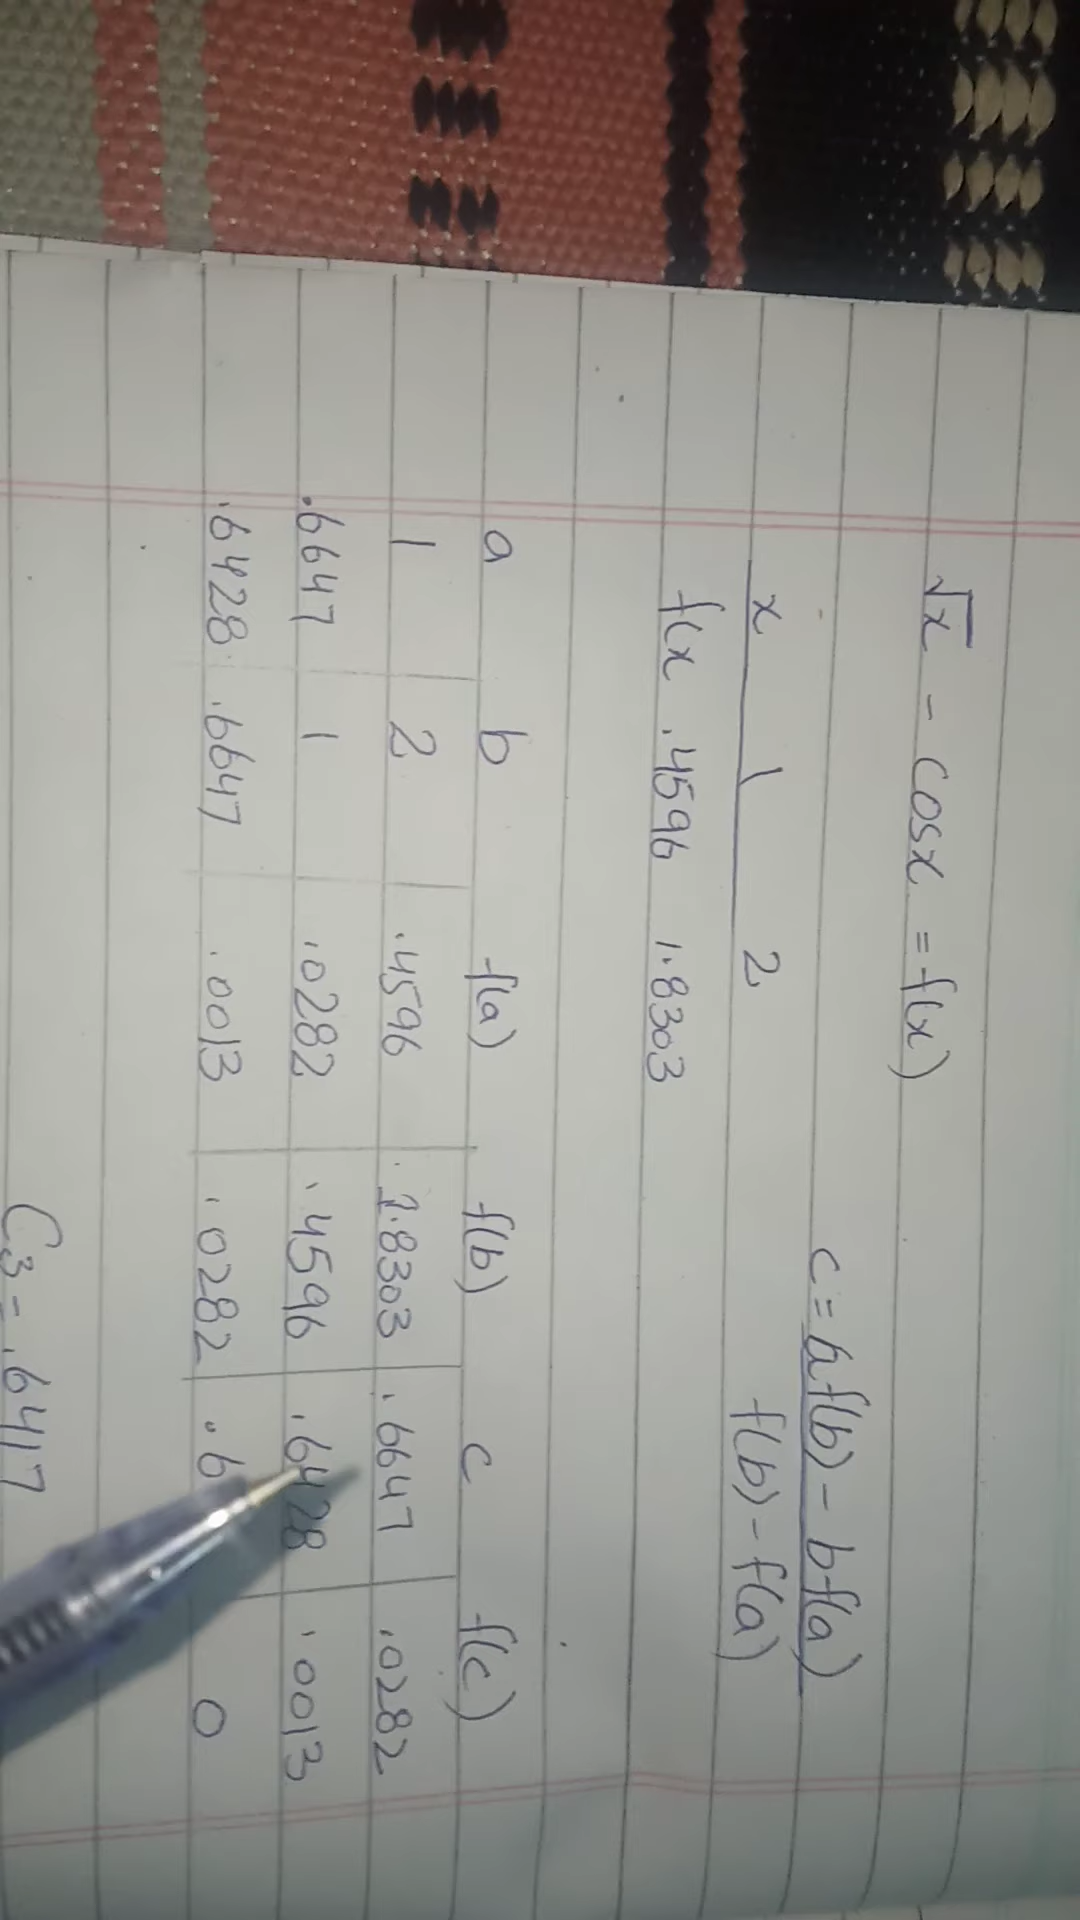 √x - cosx = f(x)
c = af(b) - bf(a)
f(b) - f(a)
x 1 2
f(x .4596 1.8303
a b f(a) f(b) c f(c)
1 2 .4596 1.8303 .6647 .0282
.6647 1 .0282 .4596 .6428 .0013
.6428 .6647 .0013 .0282 .6 0
C3 = .6417